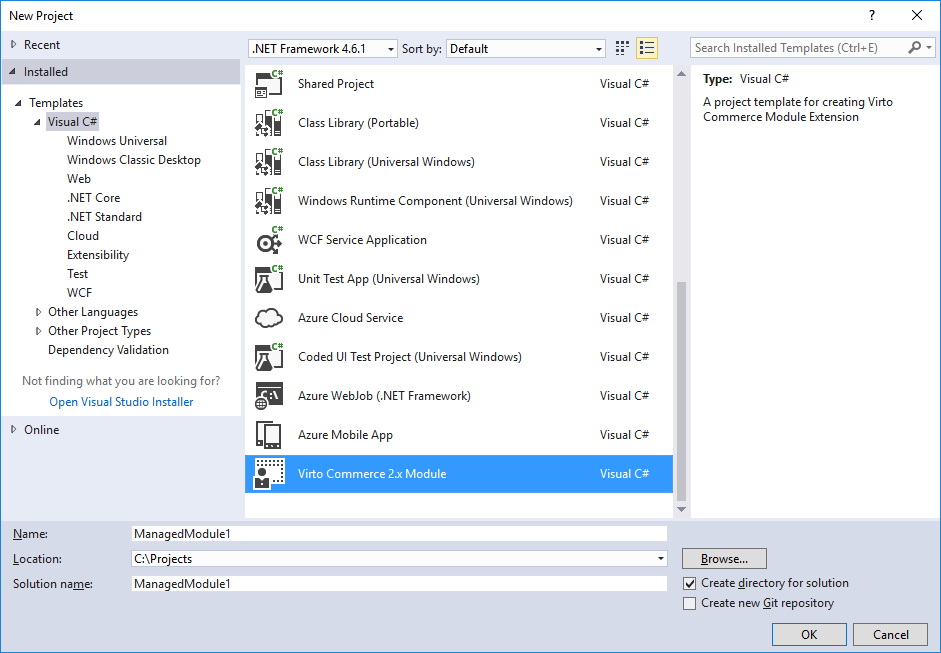 New Project
?
Recent
.NET Framework 4.6.1 Sort by: Default
Search Installed Templates (Ctrl+E)
Installed
Templates
Visual C#
Windows Universal
Windows Classic Desktop
Web
.NET Core
.NET Standard
Cloud
Extensibility
Test
WCF
Other Languages
Other Project Types
Dependency Validation
Not finding what you are looking for?
Open Visual Studio Installer
Online
C# Shared Project Visual C#
C# Class Library (Portable) Visual C#
C# Class Library (Universal Windows) Visual C#
C# Windows Runtime Component (Universal Windows) Visual C#
C# WCF Service Application Visual C#
C# Unit Test App (Universal Windows) Visual C#
Azure Cloud Service Visual C#
C# Coded UI Test Project (Universal Windows) Visual C#
C:\ Azure WebJob (.NET Framework) Visual C#
Azure Mobile App Visual C#
Virto Commerce 2.x Module Visual C#
Type: Visual C#
A project template for creating Virto
Commerce Module Extension
Name: ManagedModule1
Location: C:\Projects
Browse...
Solution name: ManagedModule1
Create directory for solution
Create new Git repository
OK Cancel